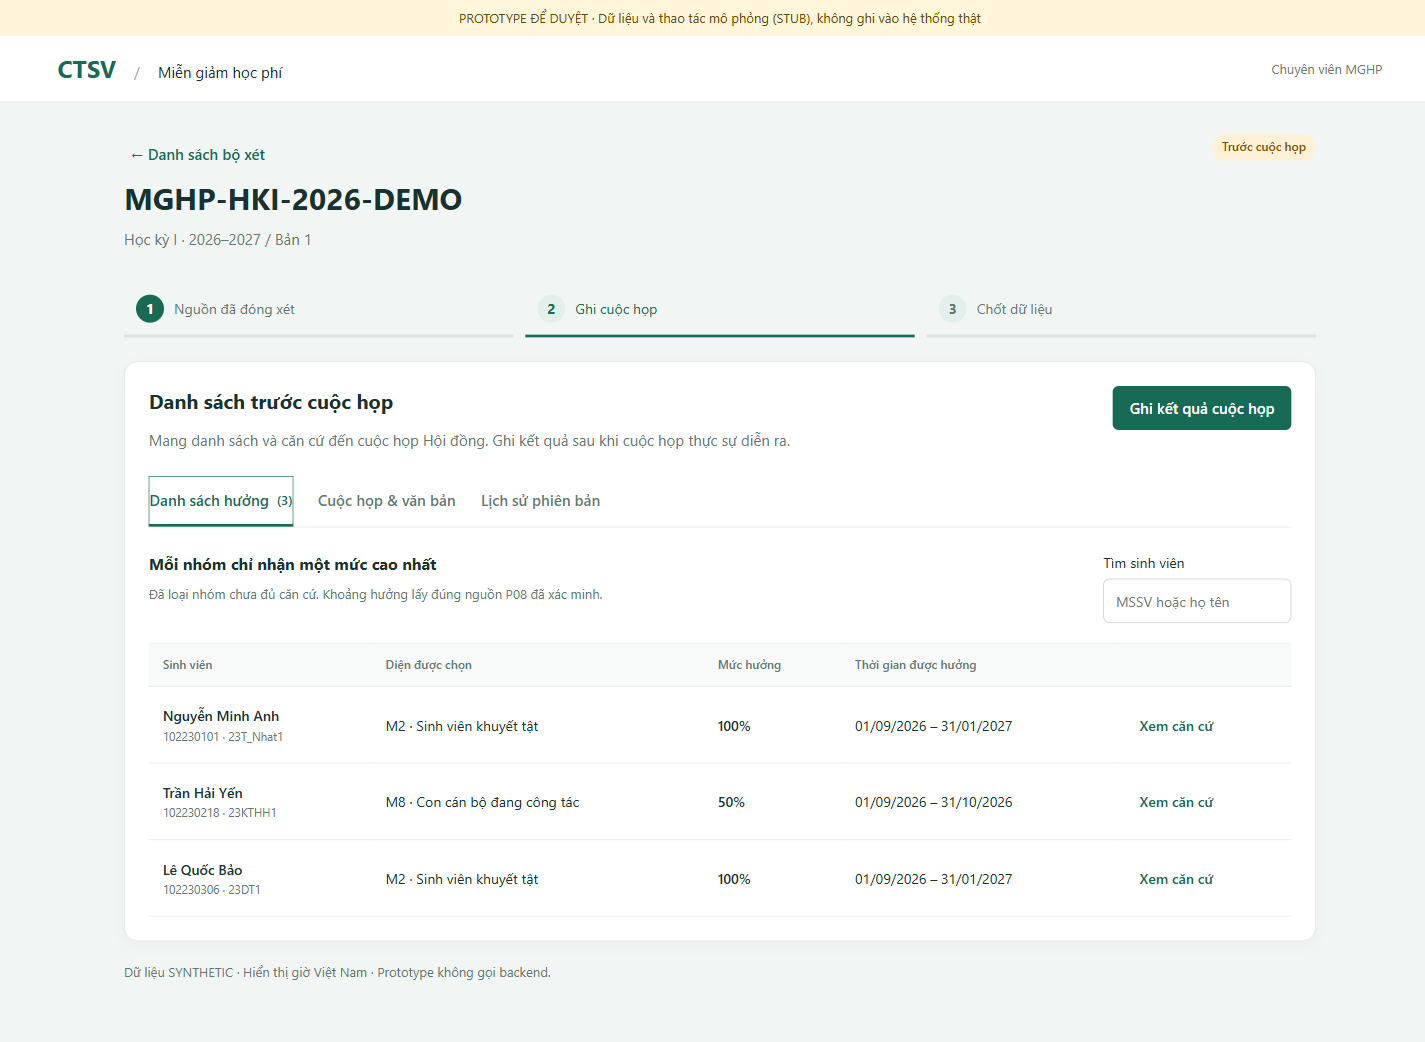 PROTOTYPE ĐỂ DUYỆT · Dữ liệu và thao tác mô phỏng (STUB), không ghi vào hệ thống thật
CTSV / Miễn giảm học phí
Chuyên viên MGHP
← Danh sách bộ xét
Trước cuộc họp
MGHP-HKI-2026-DEMO
Học kỳ I · 2026–2027 / Bản 1
1 Nguồn đã đóng xét
2 Ghi cuộc họp
3 Chốt dữ liệu
Danh sách trước cuộc họp
Ghi kết quả cuộc họp
Mang danh sách và căn cứ đến cuộc họp Hội đồng. Ghi kết quả sau khi cuộc họp thực sự diễn ra.
Danh sách hưởng (3) Cuộc họp & văn bản Lịch sử phiên bản
Mỗi nhóm chỉ nhận một mức cao nhất
Đã loại nhóm chưa đủ căn cứ. Khoảng hưởng lấy đúng nguồn P08 đã xác minh.
Tìm sinh viên
MSSV hoặc họ tên
Sinh viên Diện được chọn Mức hưởng Thời gian được hưởng
Nguyễn Minh Anh
102230101 · 23T_Nhat1
M2 · Sinh viên khuyết tật 100% 01/09/2026 – 31/01/2027 Xem căn cứ
Trần Hải Yến
102230218 · 23KTHH1
M8 · Con cán bộ đang công tác 50% 01/09/2026 – 31/10/2026 Xem căn cứ
Lê Quốc Bảo
102230306 · 23DT1
M2 · Sinh viên khuyết tật 100% 01/09/2026 – 31/01/2027 Xem căn cứ
Dữ liệu SYNTHETIC · Hiển thị giờ Việt Nam · Prototype không gọi backend.